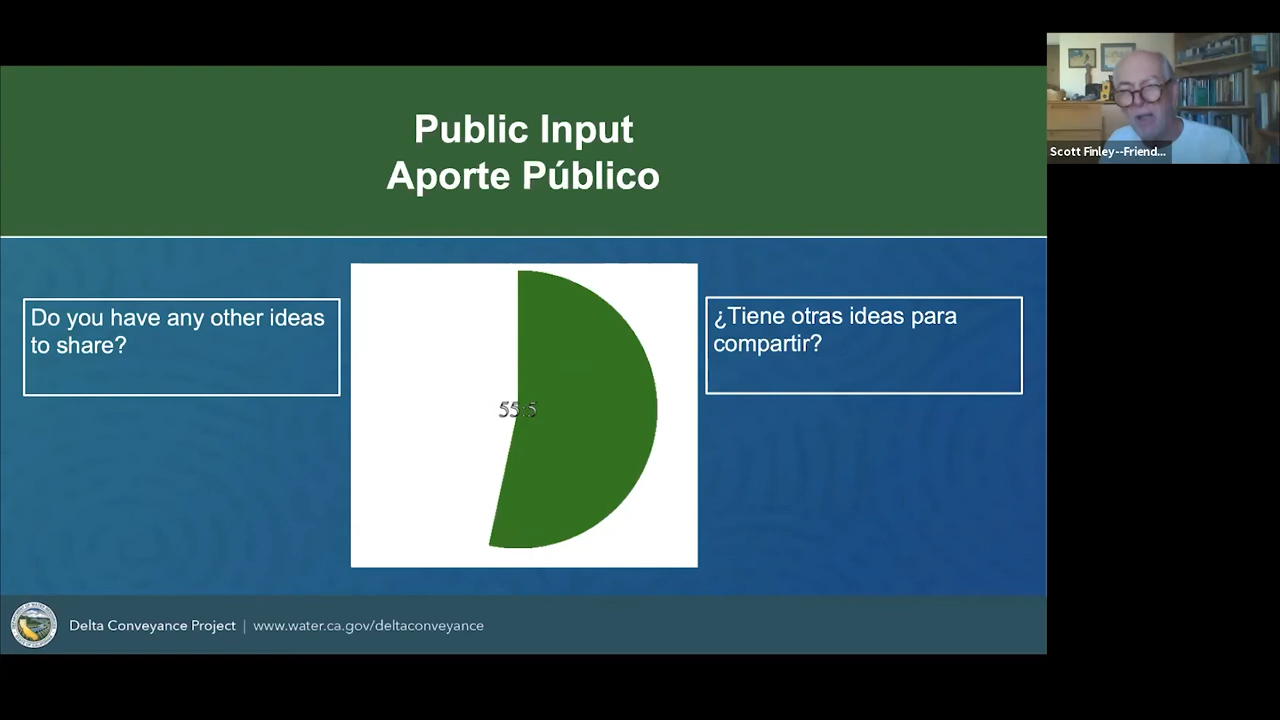 Public Input
Aporte Público
Scott Finley--Friend...
Do you have any other ideas
to share?
55:5
¿Tiene otras ideas para
compartir?
Delta Conveyance Project | www.water.ca.gov/deltaconveyance